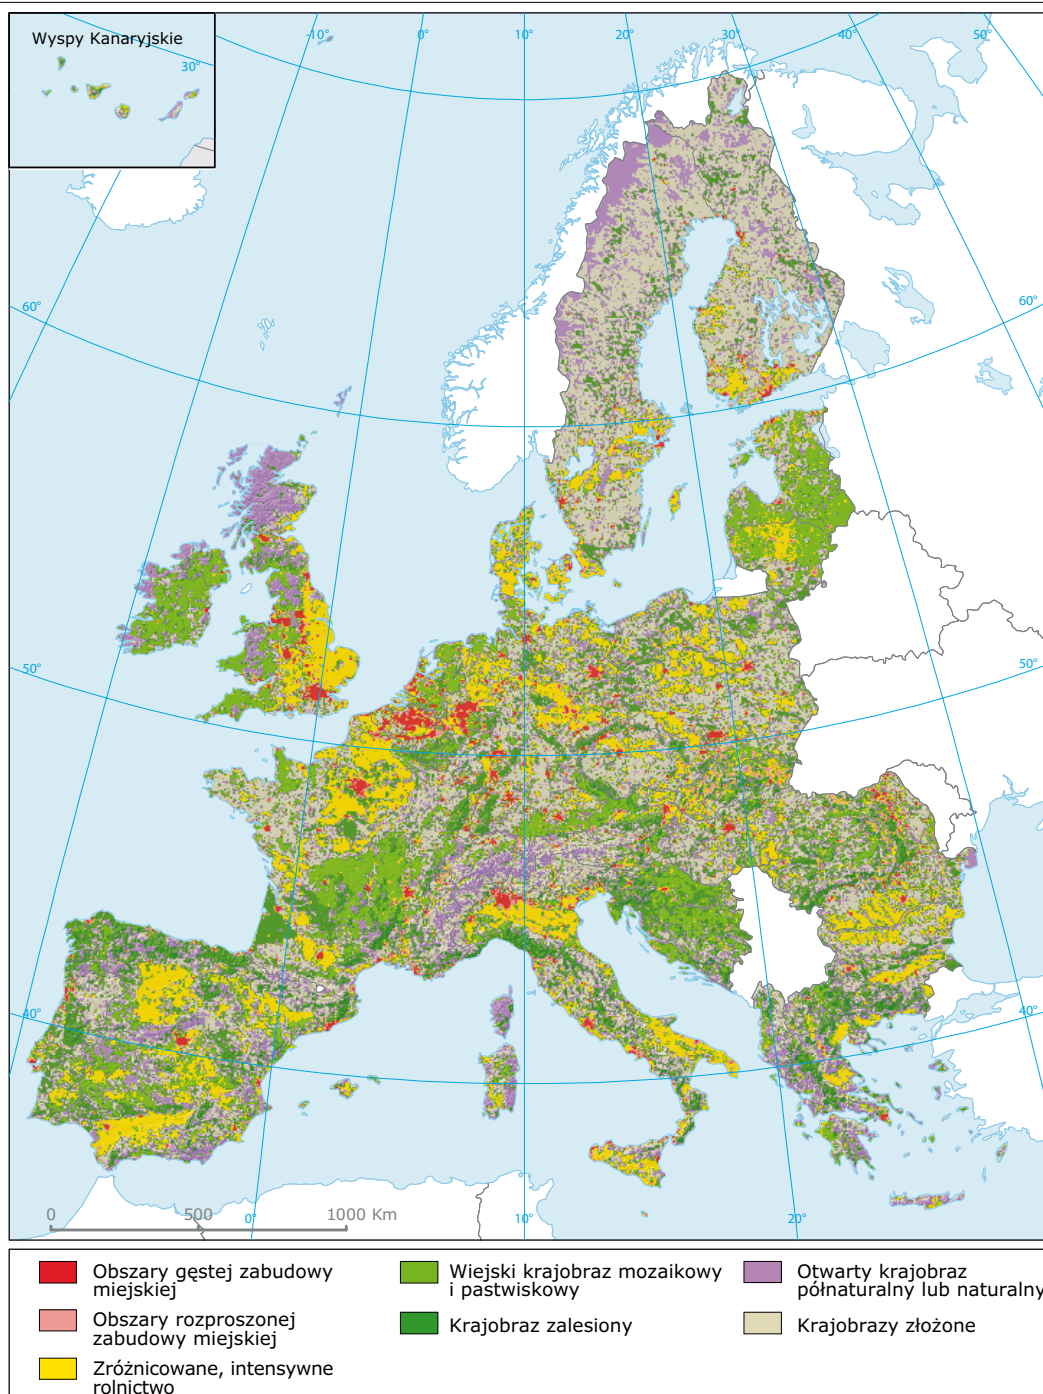 Wyspy Kanaryjskie
30°
-10°
0°
10°
20°
30°
40°
50°
60°
60°
50°
50°
40°
40°
0
500
1000 Km
0°
10°
20°
Obszary gęstej zabudowy
miejskiej
Obszary rozproszonej
zabudowy miejskiej
Zróżnicowane, intensywne
rolnictwo
Wiejski krajobraz mozaikowy
i pastwiskowy
Krajobraz zalesiony
Otwarty krajobraz
półnaturalny lub naturalny
Krajobrazy złożone